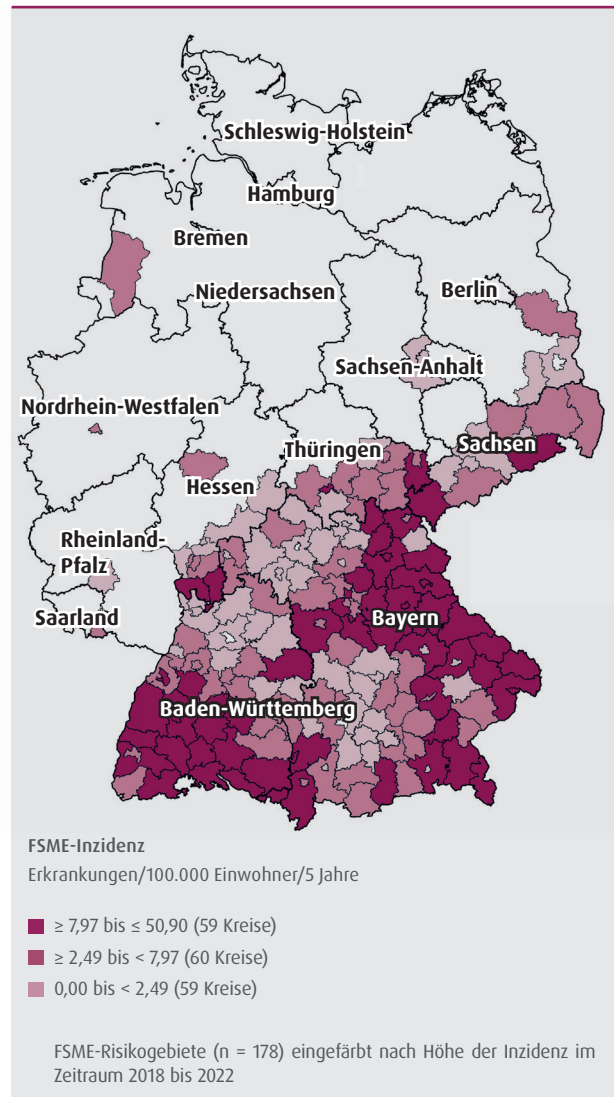 Schleswig-Holstein
Hamburg
Bremen
Niedersachsen
Berlin
Sachsen-Anhalt
Nordrhein-Westfalen
Sachsen
Thüringen
Hessen
Rheinland-
Pfalz
Saarland
Bayern
Baden-Württemberg
FSME-Inzidenz
Erkrankungen/100.000 Einwohner/5 Jahre
≥ 7,97 bis ≤ 50,90 (59 Kreise)
≥ 2,49 bis < 7,97 (60 Kreise)
0,00 bis < 2,49 (59 Kreise)
FSME-Risikogebiete (n = 178) eingefärbt nach Höhe der Inzidenz im
Zeitraum 2018 bis 2022